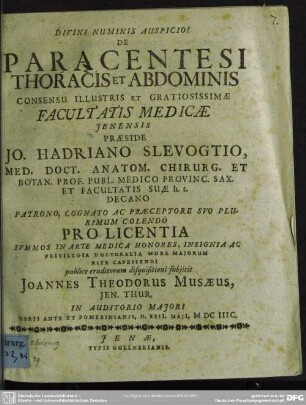 DIVINI NUMINIS AUSPICIO!
DE
PARACENTESI
THORACIS ET ABDOMINIS
CONSENSU ILLUSTRIS ET GRATIOSISSIMÆ
FACULTATIS MEDICÆ
JENENSIS
PRÆSIDE
JO. HADRIANO SLEVOGTIO,
MED. DOCT. ANATOM. CHIRURG. ET
BOTAN. PROF. PUBL. MEDICO PROVINC. SAX.
ET FACULTATIS SUÆ h. t.
DECANO
PATRONO, COGNATO AC PRÆCEPTORE SVO PLU-
RIMUM COLENDO
PRO LICENTIA
SVMMOS IN ARTE MEDICA HONORES, INSIGNIA AC
PRIVILEGIA DOCTORALIA MORE MAJORUM
RITE CAPESSENDI
publicæ eruditorum disquisitioni subjicit
JOANNES THEODORUS MUSÆUS,
JEN. THUR.
IN AUDITORIO MAJORI
HORIS ANTE ET POMERIDIANIS, D. MAJI, M DC IIIC.
JENÆ,
TYPIS GOLLNERIANIS.